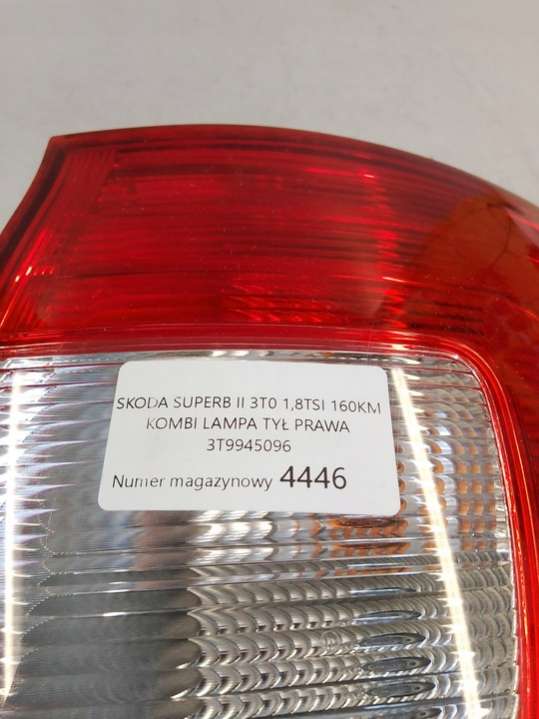 SKODA SUPERB II 3T0 1,8TSI 160KM
KOMBI LAMPA TYŁ PRAWA
3T9945096
Numer magazynowy 4446